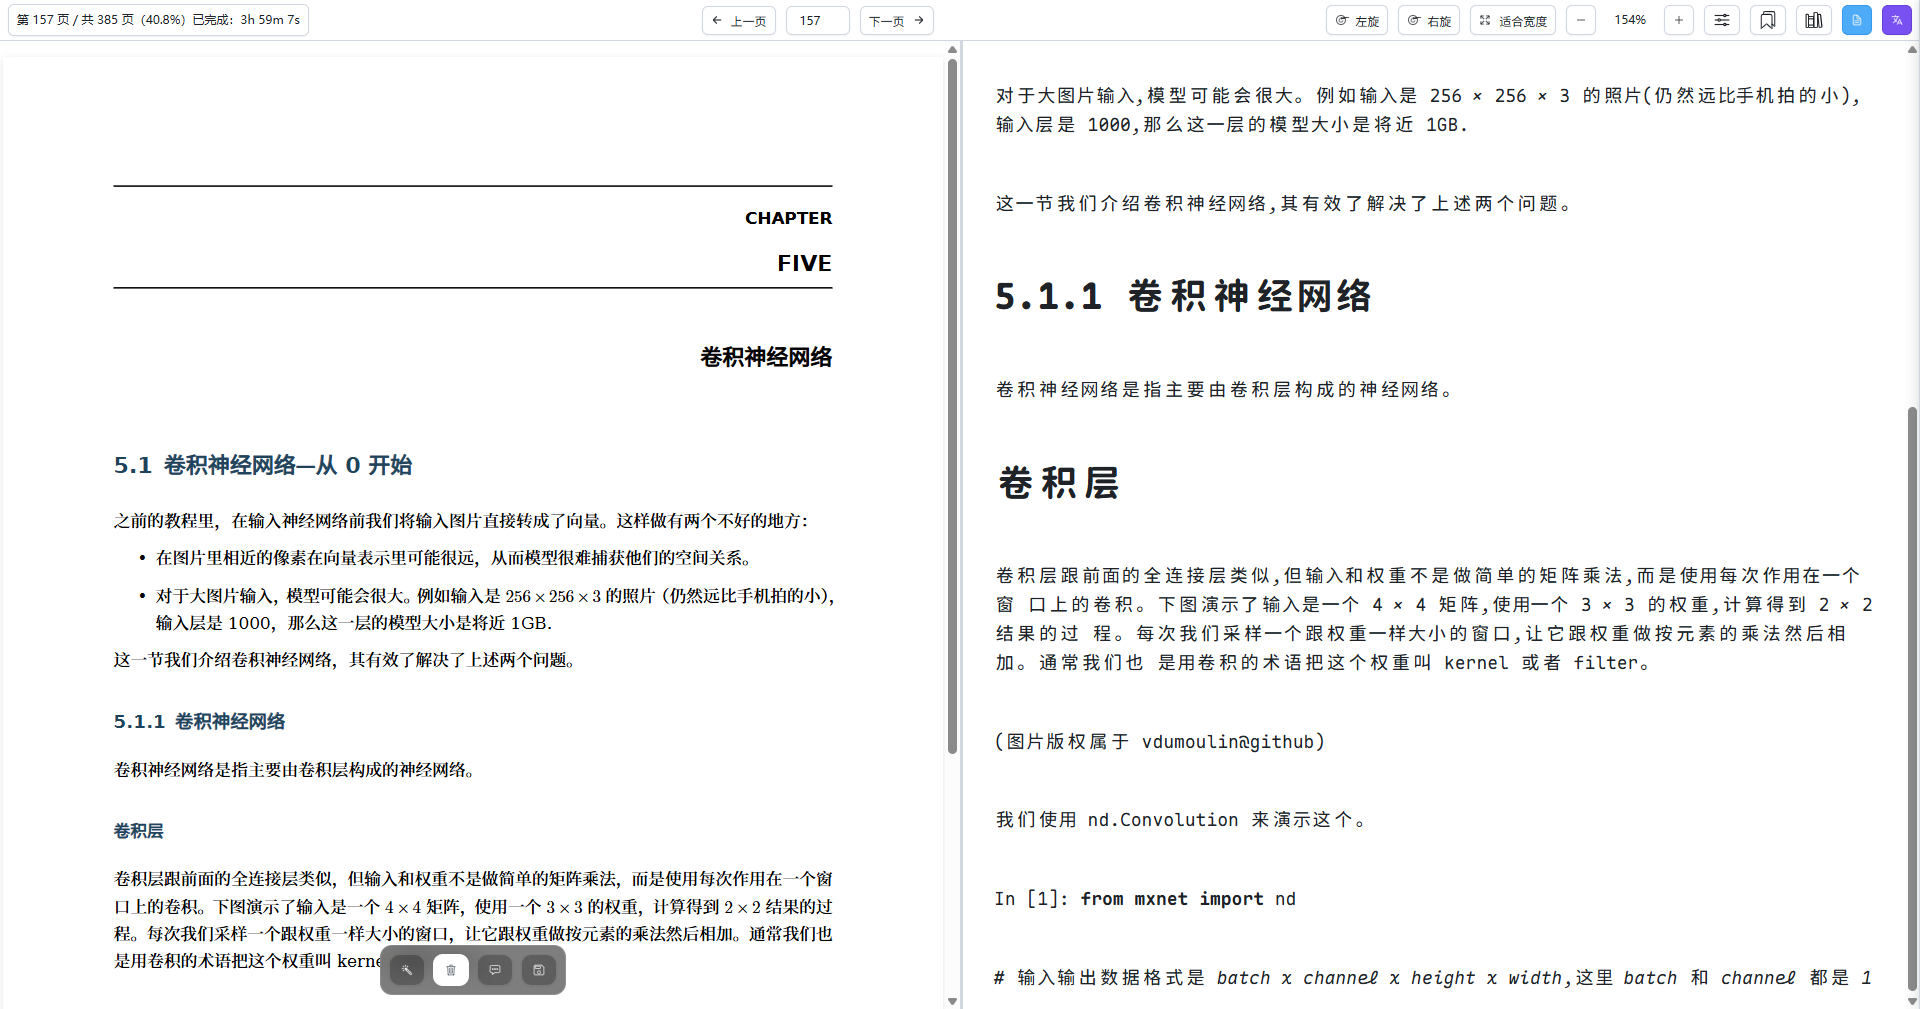 第 157 页 / 共 385 页（40.8%）已完成：3h 59m 7s
上一页
157
下一页
左旋
右旋
适合宽度
154%
CHAPTER
FIVE
卷积神经网络
5.1 卷积神经网络—从 0 开始
之前的教程里，在输入神经网络前我们将输入图片直接转成了向量。这样做有两个不好的地方：
• 在图片里相近的像素在向量表示里可能很远，从而模型很难捕获他们的空间关系。
• 对于大图片输入，模型可能会很大。例如输入是 256 × 256 × 3 的照片（仍然远比手机拍的小），
输入层是 1000，那么这一层的模型大小是将近 1GB.
这一节我们介绍卷积神经网络，其有效了解决了上述两个问题。
5.1.1 卷积神经网络
卷积神经网络是指主要由卷积层构成的神经网络。
卷积层
卷积层跟前面的全连接层类似，但输入和权重不是做简单的矩阵乘法，而是使用每次作用在一个窗
口上的卷积。下图演示了输入是一个 4 × 4 矩阵，使用一个 3 × 3 的权重，计算得到 2 × 2 结果的过
程。每次我们采样一个跟权重一样大小的窗口，让它跟权重做按元素的乘法然后相加。通常我们也
是用卷积的术语把这个权重叫 kerne
对于大图片输入,模型可能会很大。例如输入是 256 × 256 × 3 的照片(仍然远比手机拍的小),
输入层是 1000,那么这一层的模型大小是将近 1GB.
这一节我们介绍卷积神经网络,其有效了解决了上述两个问题。
5.1.1 卷积神经网络
卷积神经网络是指主要由卷积层构成的神经网络。
卷积层
卷积层跟前面的全连接层类似,但输入和权重不是做简单的矩阵乘法,而是使用每次作用在一个
窗 口上的卷积。下图演示了输入是一个 4 × 4 矩阵,使用一个 3 × 3 的权重,计算得到 2 × 2
结果的过 程。每次我们采样一个跟权重一样大小的窗口,让它跟权重做按元素的乘法然后相
加。通常我们也 是用卷积的术语把这个权重叫 kernel 或者 filter。
(图片版权属于 vdumoulin@github)
我们使用 nd.Convolution 来演示这个。
In [1]: from mxnet import nd
# 输入输出数据格式是 batch x channel x height x width,这里 batch 和 channel 都是 1